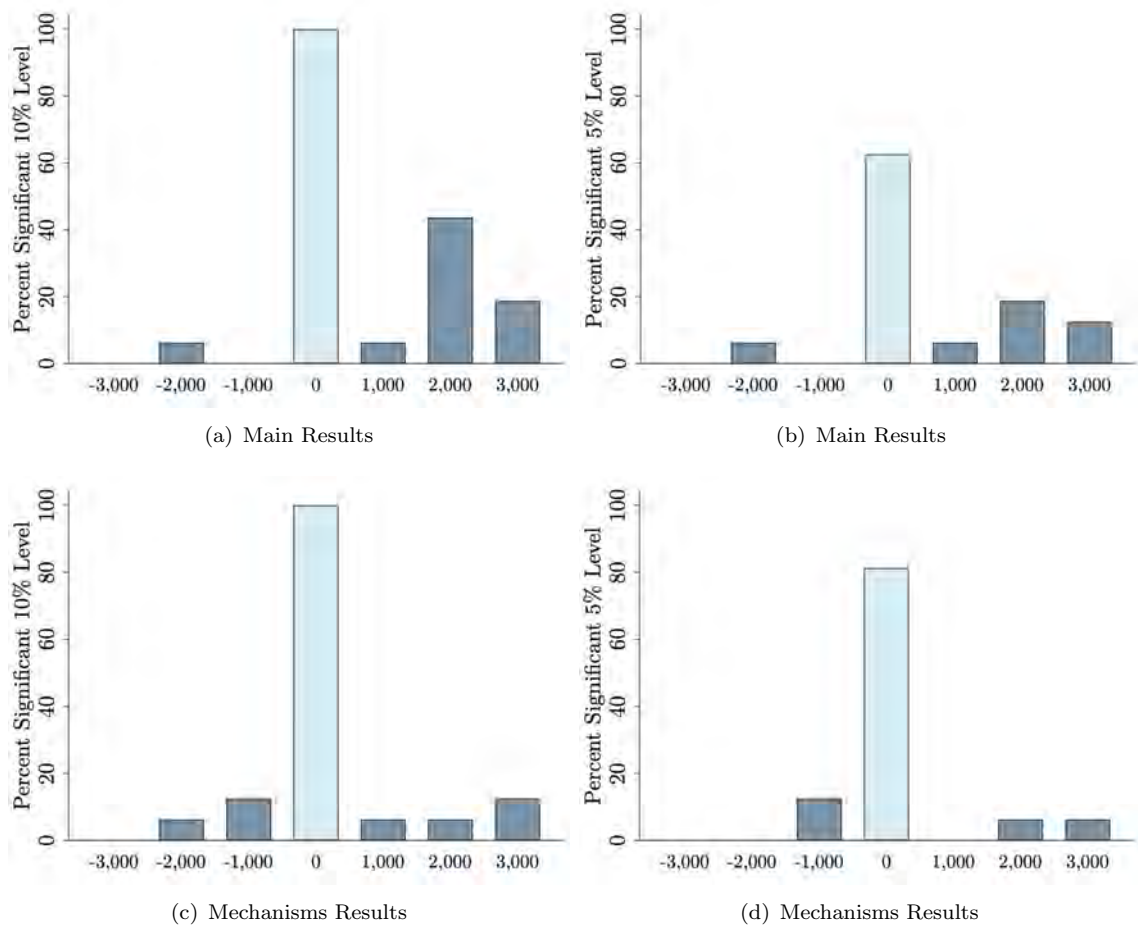 Percent Significant 10% Level
100
80
60
40
20
0
-3,000 -2,000 -1,000 0 1,000 2,000 3,000
(a) Main Results
Percent Significant 5% Level
100
80
60
40
20
0
-3,000 -2,000 -1,000 0 1,000 2,000 3,000
(b) Main Results
Percent Significant 10% Level
100
80
60
40
20
0
-3,000 -2,000 -1,000 0 1,000 2,000 3,000
(c) Mechanisms Results
Percent Significant 5% Level
100
80
60
40
20
0
-3,000 -2,000 -1,000 0 1,000 2,000 3,000
(d) Mechanisms Results